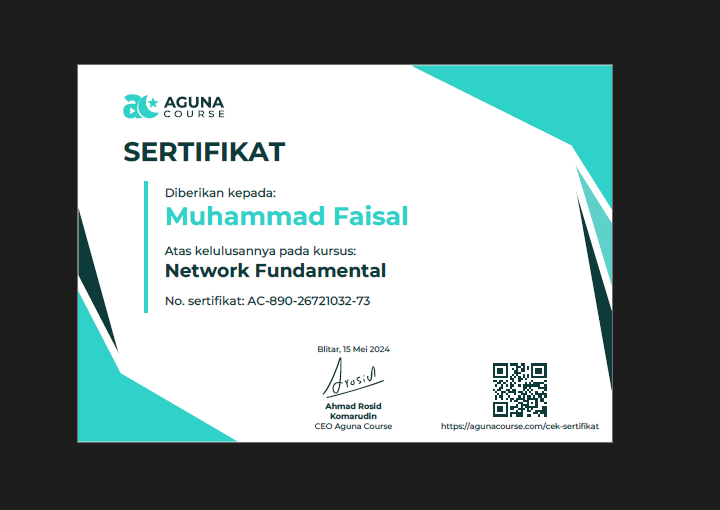 AGUNA
COURSE
SERTIFIKAT
Diberikan kepada:
Muhammad Faisal
Atas kelulusannya pada kursus:
Network Fundamental
No. sertifikat: AC-890-26721032-73
Blitar, 15 Mei 2024
Arosid
Ahmad Rosid
Komarudin
CEO Aguna Course
https://agunacourse.com/cek-sertifikat